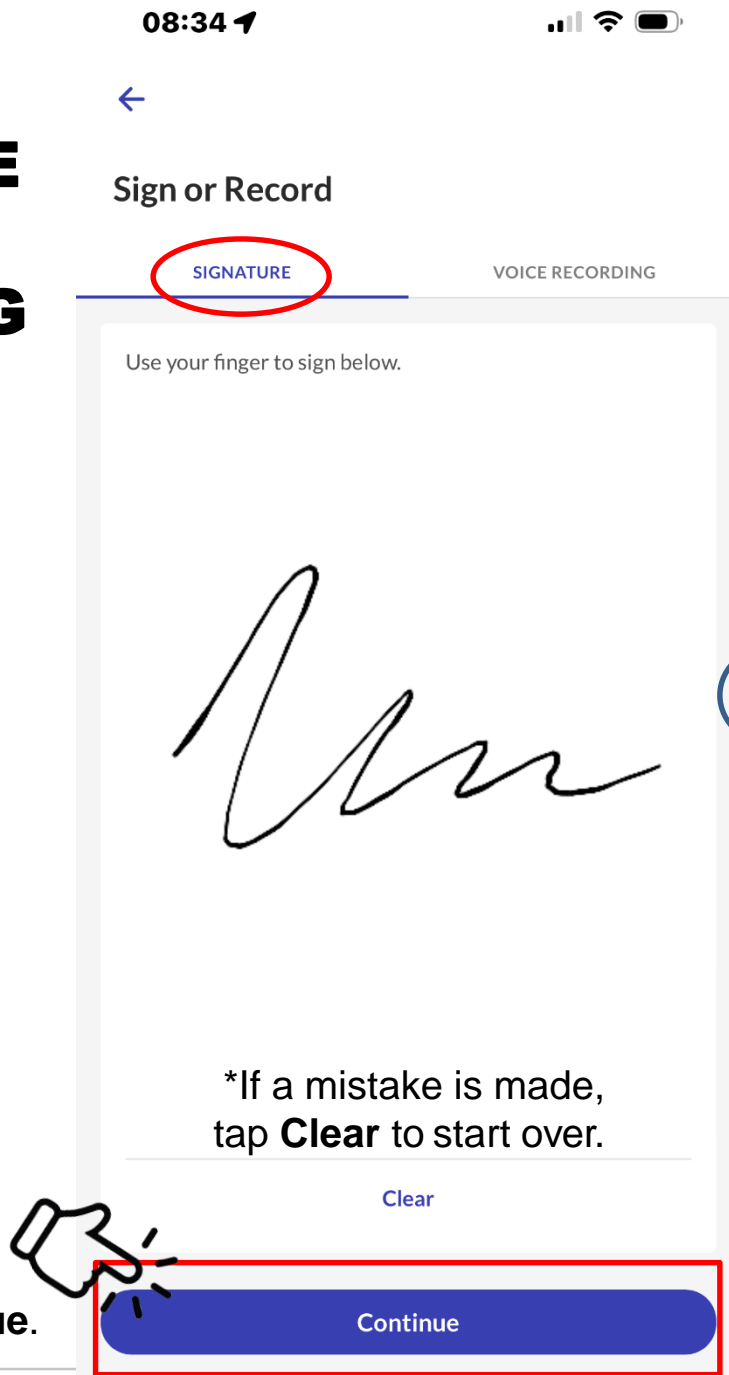 08:34
E
Sign or Record
SIGNATURE VOICE RECORDING
G
Use your finger to sign below.
*If a mistake is made,
tap Clear to start over.
Clear
Continue
ue.